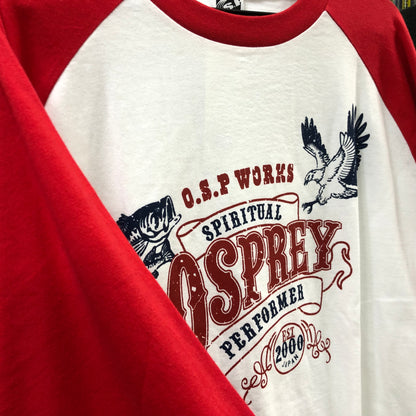 O.S.P WORKS
SPIRITUAL
OSPREY
PERFORMER
EST.
2000
JAPAN